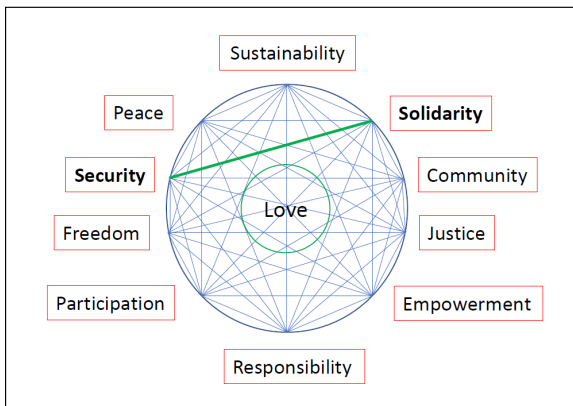 Sustainability
Peace
Solidarity
Security
Community
Love
Freedom
Justice
Participation
Empowerment
Responsibility